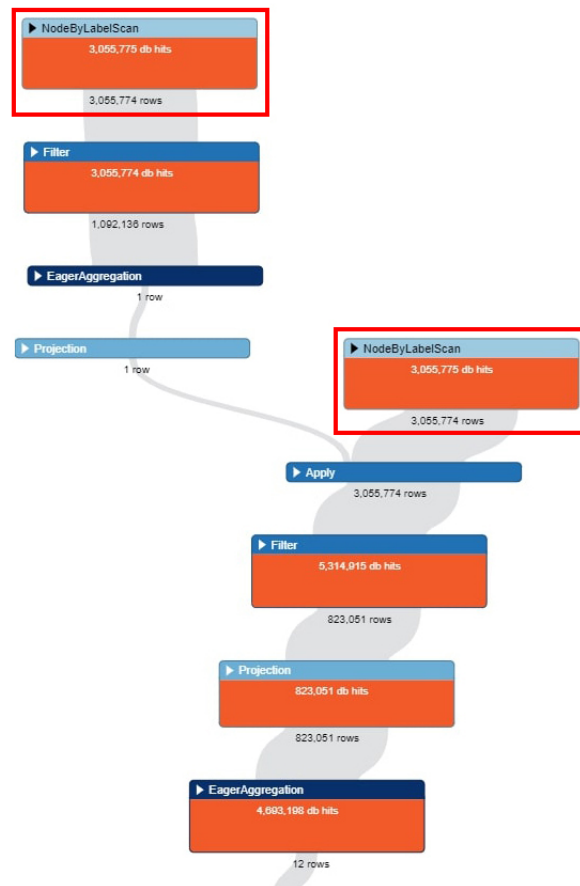 NodeByLabelScan
3,055,775 db hits
3,055,774 rows
Filter
3,055,774 db hits
1,092,136 rows
EagerAggregation
1 row
Projection
1 row
NodeByLabelScan
3,055,775 db hits
3,055,774 rows
Apply
3,055,774 rows
Filter
5,314,915 db hits
823,051 rows
Projection
823,051 db hits
823,051 rows
EagerAggregation
4,693,198 db hits
12 rows